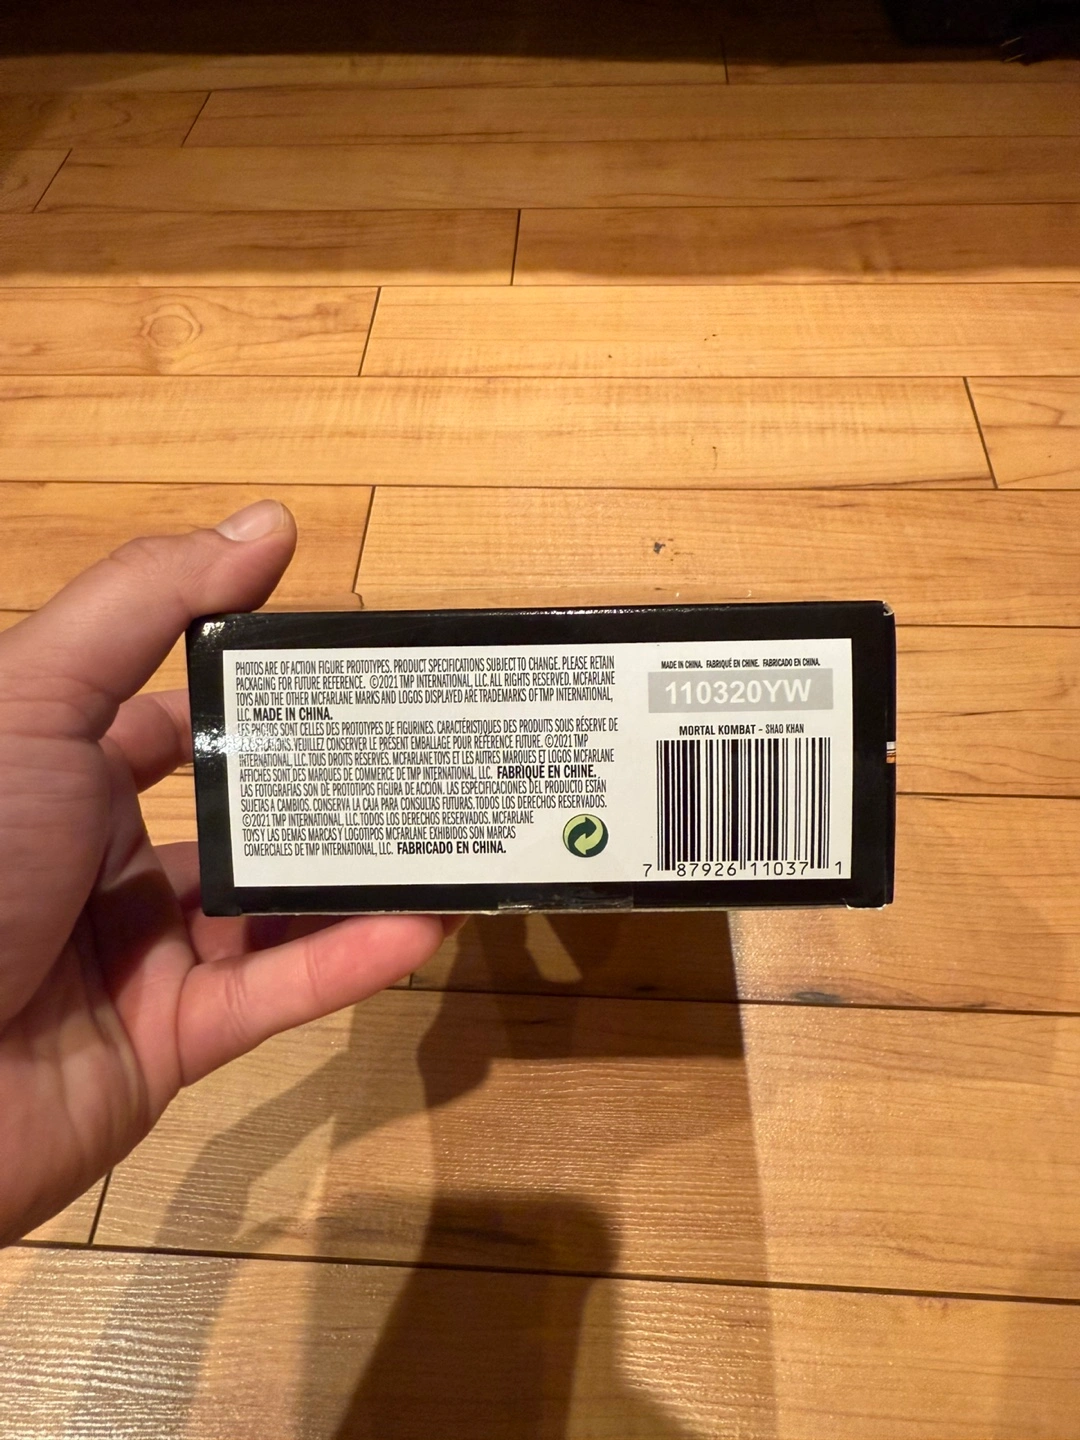 PHOTOS ARE OF ACTION FIGURE PROTOTYPES. PRODUCT SPECIFICATIONS SUBJECT TO CHANGE. PLEASE RETAIN
PACKAGING FOR FUTURE REFERENCE. ©2021 TMP INTERNATIONAL, LLC. ALL RIGHTS RESERVED. MCFARLANE
TOYS AND THE OTHER MCFARLANE MARKS AND LOGOS DISPLAYED ARE TRADEMARKS OF TMP INTERNATIONAL,
LLC. MADE IN CHINA.
LES PHOTOS SONT CELLES DES PROTOTYPES DE FIGURINES. CARACTÉRISTIQUES DES PRODUITS SOUS RÉSERVE DE
MODIFICATIONS. VEUILLEZ CONSERVER LE PRÉSENT EMBALLAGE POUR RÉFÉRENCE FUTURE. ©2021 TMP
INTERNATIONAL, LLC. TOUS DROITS RESERVÉS. MCFARLANE TOYS ET LES AUTRES MARQUES ET LOGOS MCFARLANE
AFFICHÉS SONT DES MARQUES DE COMMERCE DE TMP INTERNATIONAL, LLC. FABRIQUÉ EN CHINE.
LAS FOTOGRAFÍAS SON DE PROTOTIPOS FIGURA DE ACCIÓN. LAS ESPECIFICACIONES DEL PRODUCTO ESTÁN
SUJETAS A CAMBIOS. CONSERVA LA CAJA PARA CONSULTAS FUTURAS. TODOS LOS DERECHOS RESERVADOS.
©2021 TMP INTERNATIONAL, LLC. TODOS LOS DERECHOS RESERVADOS. MCFARLANE
TOYS Y LAS DEMAS MARCAS Y LOGOTIPOS MCFARLANE EXHIBIDOS SON MARCAS
COMERCIALES DE TMP INTERNATIONAL, LLC. FABRICADO EN CHINA.
MADE IN CHINA. FABRIQUÉ EN CHINE. FABRICADO EN CHINA.
110320YW
MORTAL KOMBAT – SHAO KHAN
7 87926 11037 1